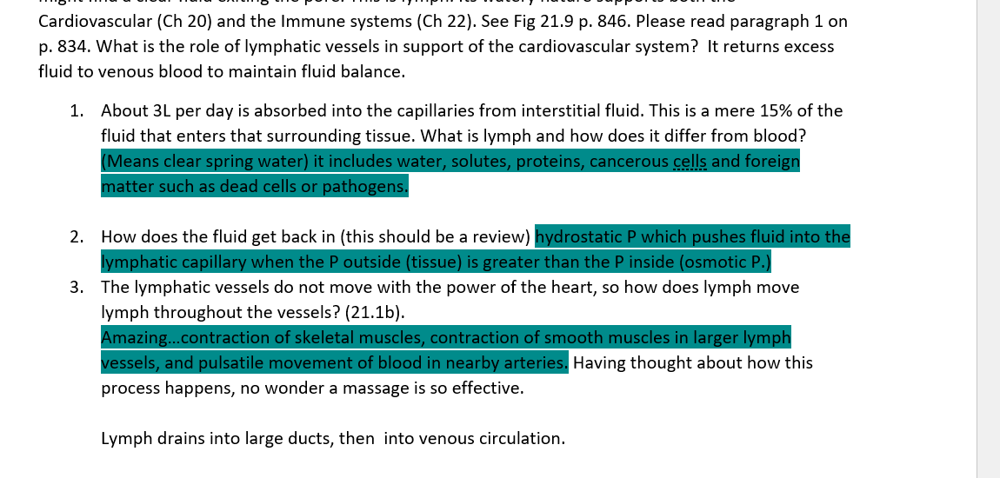 Cardiovascular (Ch 20) and the Immune systems (Ch 22). See Fig 21.9 p. 846. Please read paragraph 1 on
p. 834. What is the role of lymphatic vessels in support of the cardiovascular system?  It returns excess
fluid to venous blood to maintain fluid balance.
1. About 3L per day is absorbed into the capillaries from interstitial fluid. This is a mere 15% of the
fluid that enters that surrounding tissue. What is lymph and how does it differ from blood?
(Means clear spring water) it includes water, solutes, proteins, cancerous cells and foreign
matter such as dead cells or pathogens.
2. How does the fluid get back in (this should be a review) hydrostatic P which pushes fluid into the
lymphatic capillary when the P outside (tissue) is greater than the P inside (osmotic P.)
3. The lymphatic vessels do not move with the power of the heart, so how does lymph move
lymph throughout the vessels? (21.1b).
Amazing...contraction of skeletal muscles, contraction of smooth muscles in larger lymph
vessels, and pulsatile movement of blood in nearby arteries. Having thought about how this
process happens, no wonder a massage is so effective.
Lymph drains into large ducts, then  into venous circulation.